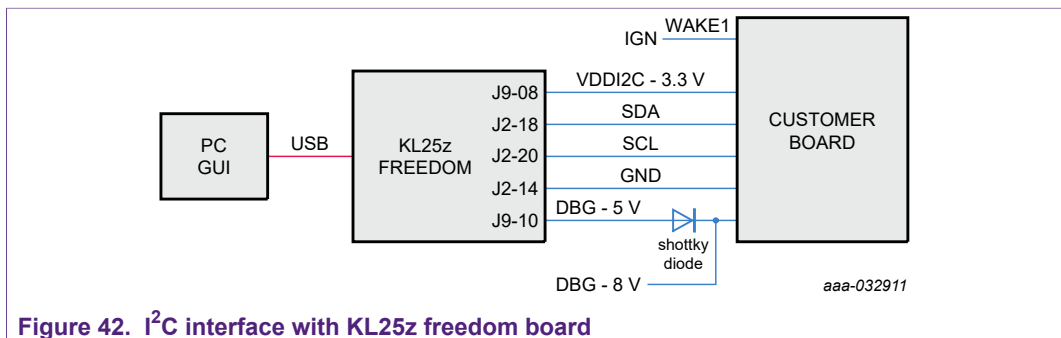 IGN WAKE1
J9-08 VDDI2C - 3.3 V
J2-18 SDA
PC
GUI
USB
KL25z
FREEDOM
J2-20 SCL
CUSTOMER
BOARD
J2-14 GND
J9-10 DBG - 5 V
shottky
diode
DBG - 8 V
aaa-032911
Figure 42. I²C interface with KL25z freedom board